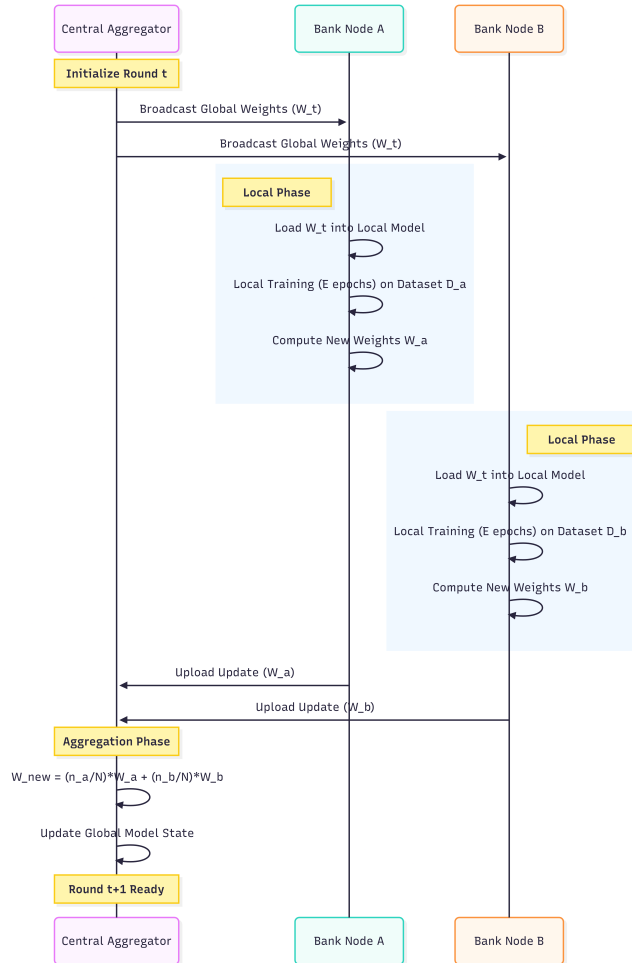 Central Aggregator
Bank Node A
Bank Node B
Initialize Round t
Broadcast Global Weights (W_t)
Broadcast Global Weights (W_t)
Local Phase
Load W_t into Local Model
Local Training (E epochs) on Dataset D_a
Compute New Weights W_a
Local Phase
Load W_t into Local Model
Local Training (E epochs) on Dataset D_b
Compute New Weights W_b
Upload Update (W_a)
Upload Update (W_b)
Aggregation Phase
W_new = (n_a/N)*W_a + (n_b/N)*W_b
Update Global Model State
Round t+1 Ready
Central Aggregator
Bank Node A
Bank Node B